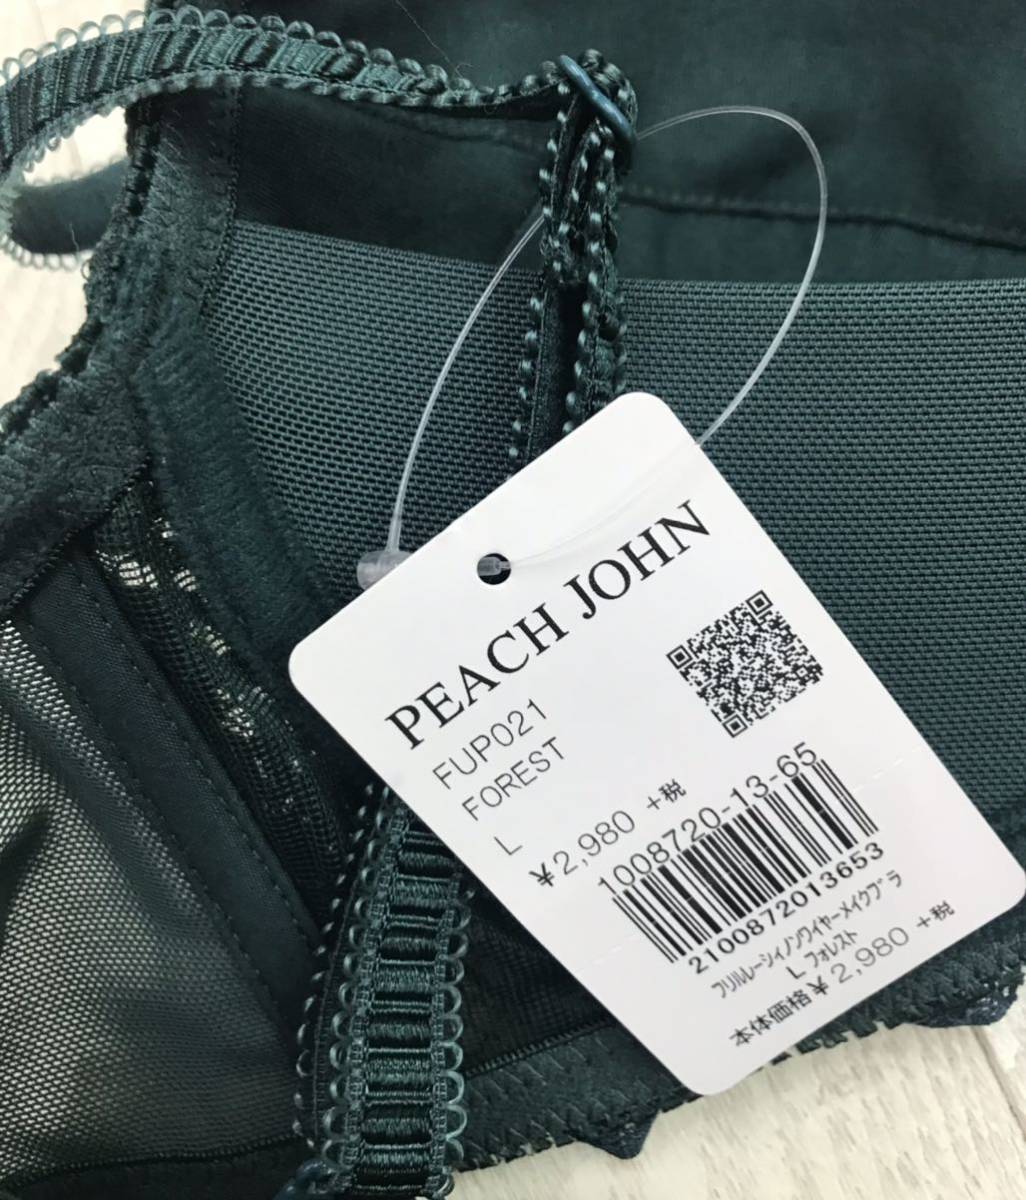 PEACH JOHN
FUP021
FOREST
L
¥2,980 +税
1008720-13-65
2100872013653
フリルレーシィノンワイヤーメイクブラ
L フォレスト
本体価格¥2,980 +税